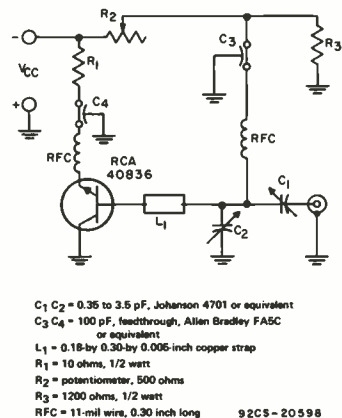 R2
-
VCC
+
R1
C4
RFC
RCA
40836
C3
R3
RFC
C1
L1
C2
C1 C2 = 0.35 to 3.5 pF, Johanson 4701 or equivalent
C3 C4 = 100 pF, feedthrough, Allen Bradley FA5C
or equivalent
L1 = 0.18-by 0.30-by 0.005-inch copper strap
R1 = 10 ohms, 1/2 watt
R2 = potentiometer, 500 ohms
R3 = 1200 ohms, 1/2 watt
RFC = 11-mil wire, 0.30 inch long
92CS-20598